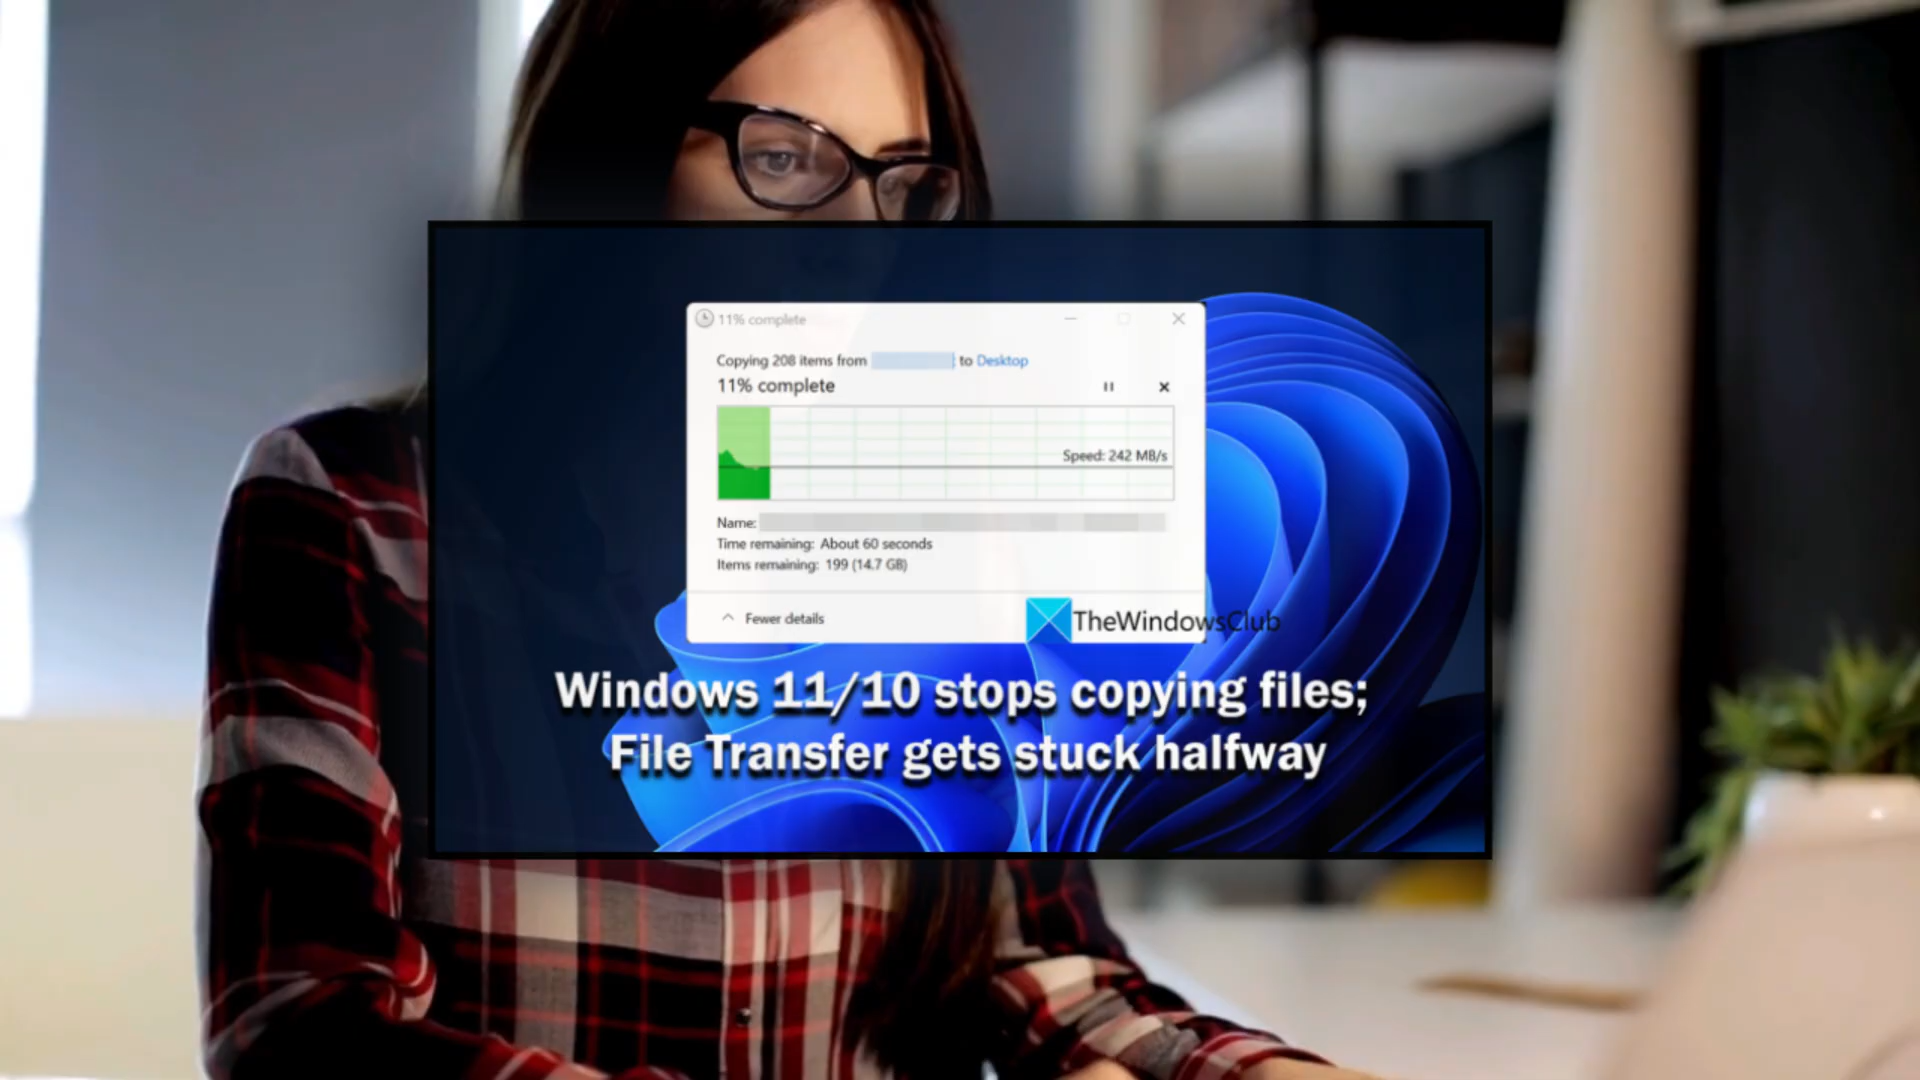 11% complete
Copying 208 items from to Desktop
11% complete
Speed: 242 MB/s
Name:
Time remaining: About 60 seconds
Items remaining: 199 (14.7 GB)
Fewer details
TheWindowsClub
Windows 11/10 stops copying files;
File Transfer gets stuck halfway